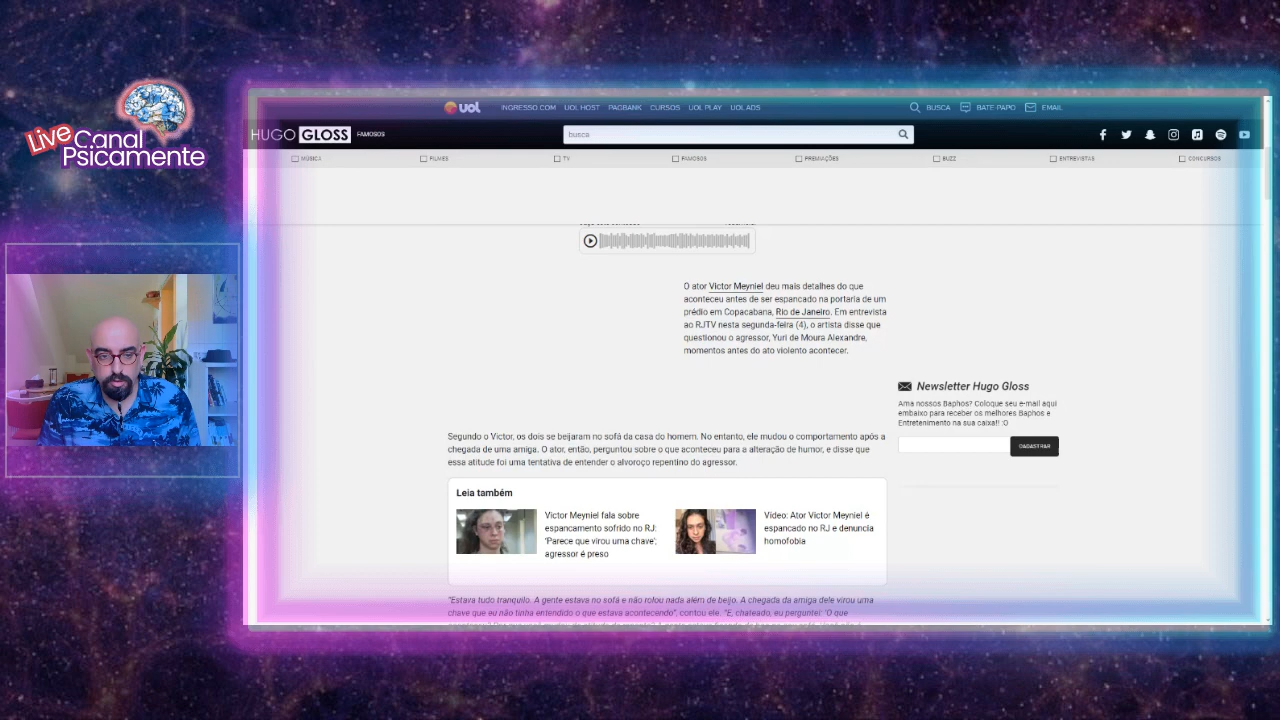 Live Canal
Psicamente
UOL INGRESSO.COM UOL HOST PAGBANK CURSOS UOL PLAY UOL ADS BUSCA BATE PAPO EMAIL
HUGO GLOSS FAMOSOS busca
MÚSICA FILMES TV FAMOSOS PREMIAÇÕES BUZZ ENTREVISTAS CONCURSOS
O ator Victor Meyniel deu mais detalhes do que
aconteceu antes de ser espancado na portaria de um
prédio em Copacabana, Rio de Janeiro. Em entrevista
ao RJTV nesta segunda-feira (4), o artista disse que
questionou o agressor, Yuri de Moura Alexandre,
momentos antes do ato violento acontecer.
Newsletter Hugo Gloss
Ama nossos Baphos? Coloque seu e-mail aqui
embaixo para receber os melhores Baphos e
Entretenimento na sua caixa!! :O
CADASTRAR
Segundo o Victor, os dois se beijaram no sofá da casa do homem. No entanto, ele mudou o comportamento após a
chegada de uma amiga. O ator, então, perguntou sobre o que aconteceu para a alteração de humor, e disse que
essa atitude foi uma tentativa de entender o alvoroço repentino do agressor.
Leia também
Victor Meyniel fala sobre
espancamento sofrido no RJ:
'Parece que virou uma chave';
agressor é preso
Vídeo: Ator Victor Meyniel é
espancado no RJ e denuncia
homofobia
"Estava tudo tranquilo. A gente estava no sofá e não rolou nada além de beijo. A chegada da amiga dele virou uma
chave que eu não tinha entendido o que estava acontecendo", contou ele. "E, chateado, eu perguntei: 'O que